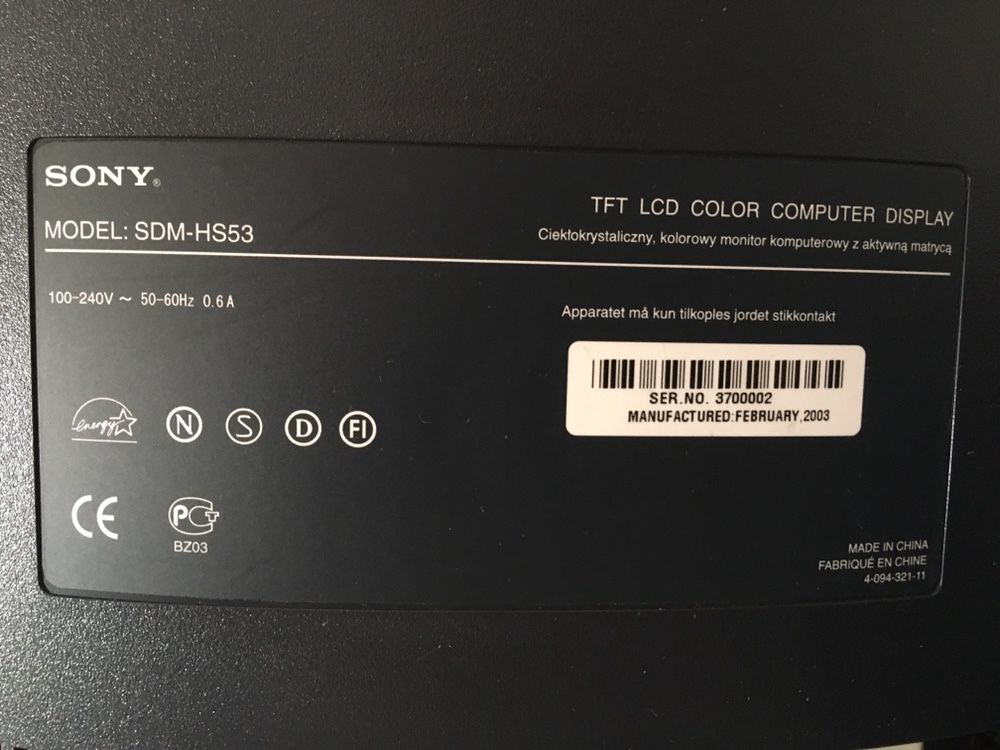 SONY®
MODEL: SDM-HS53
TFT LCD COLOR COMPUTER DISPLAY
Ciekłokrystaliczny, kolorowy monitor komputerowy z aktywną matrycą
100-240V ~ 50-60Hz 0.6A
Apparatet må kun tilkoples jordet stikkontakt
SER.NO. 3700002
MANUFACTURED:FEBRUARY,2003
energy
N S D FI
CE PCT
BZ03
MADE IN CHINA
FABRIQUÉ EN CHINE
4-094-321-11